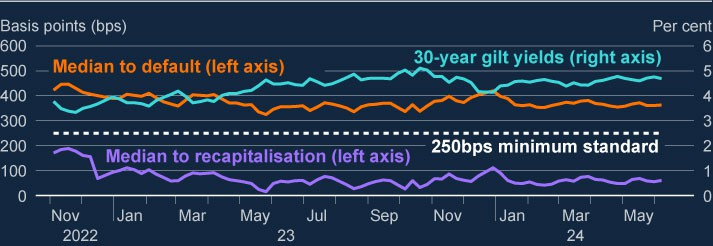 Basis points (bps) Per cent
600 6
500 5
400 4
300 3
200 2
100 1
0 0
30-year gilt yields (right axis)
Median to default (left axis)
250bps minimum standard
Median to recapitalisation (left axis)
Nov Jan Mar May Jul Sep Nov Jan Mar May
2022 23 24